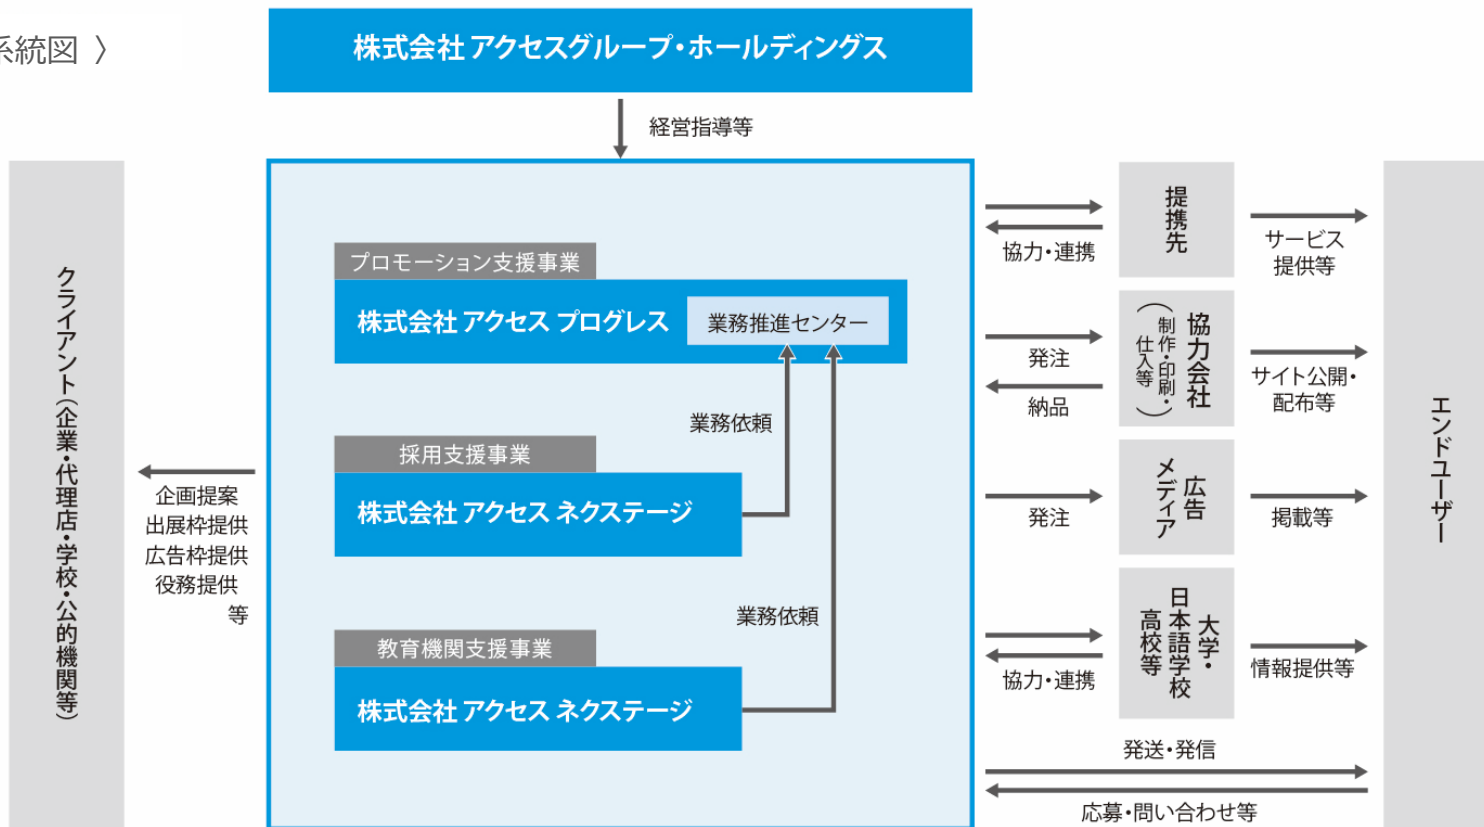 系統図 〉
株式会社 アクセスグループ・ホールディングス
経営指導等
クライアント(企業・代理店・学校・公的機関等)
企画提案
出展枠提供
広告枠提供
役務提供
等
プロモーション支援事業
株式会社 アクセス プログレス
業務推進センター
業務依頼
採用支援事業
株式会社 アクセス ネクステージ
業務依頼
教育機関支援事業
株式会社 アクセス ネクステージ
協力・連携
提携先
サービス
提供等
発注
納品
協力会社
(制作・印刷・
仕入等)
サイト公開・
配布等
発注
広告
メディア
掲載等
協力・連携
大学・
日本語学校
高校等
情報提供等
発送・発信
応募・問い合わせ等
エンドユーザー